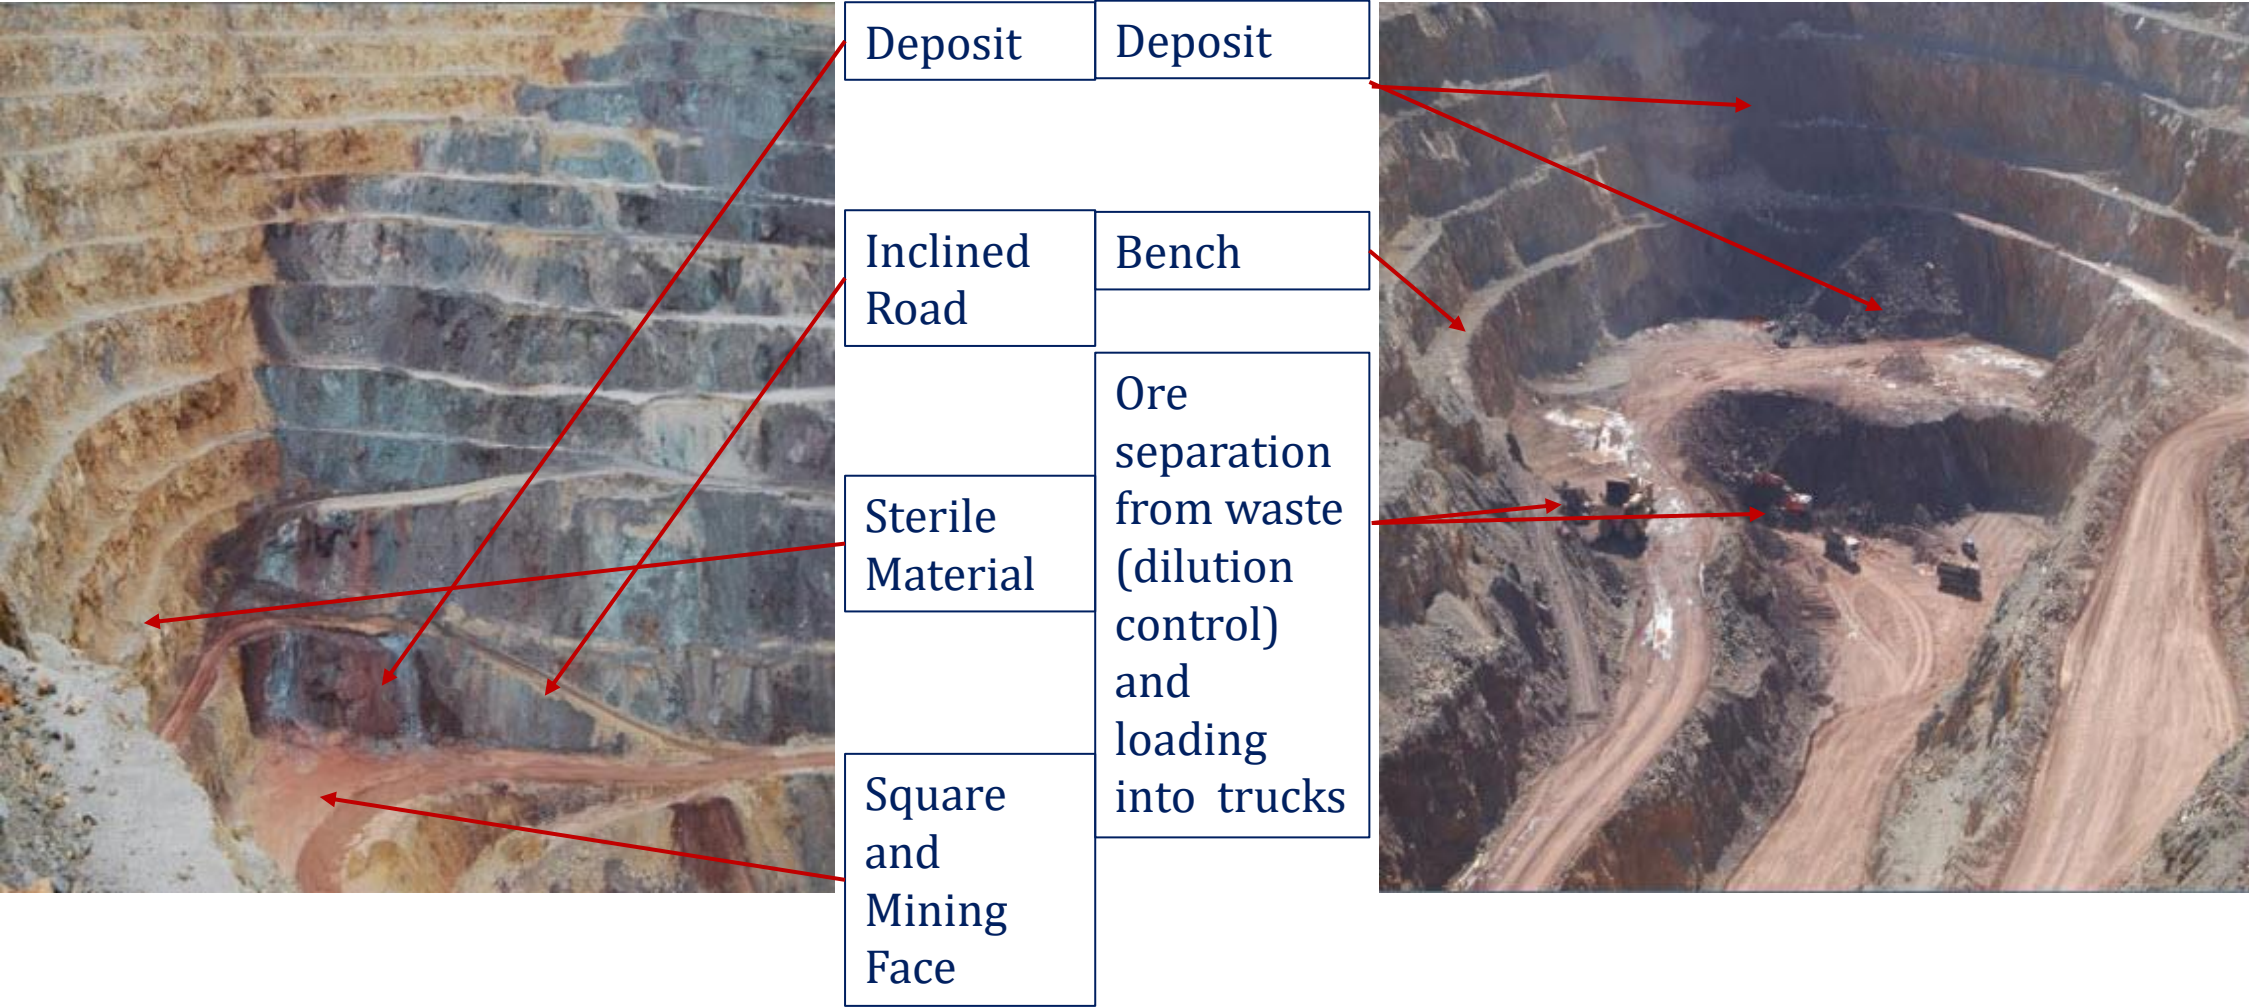 Deposit
Inclined
Road
Sterile
Material
Square
and
Mining
Face
Deposit
Bench
Ore
separation
from waste
(dilution
control)
and
loading
into trucks